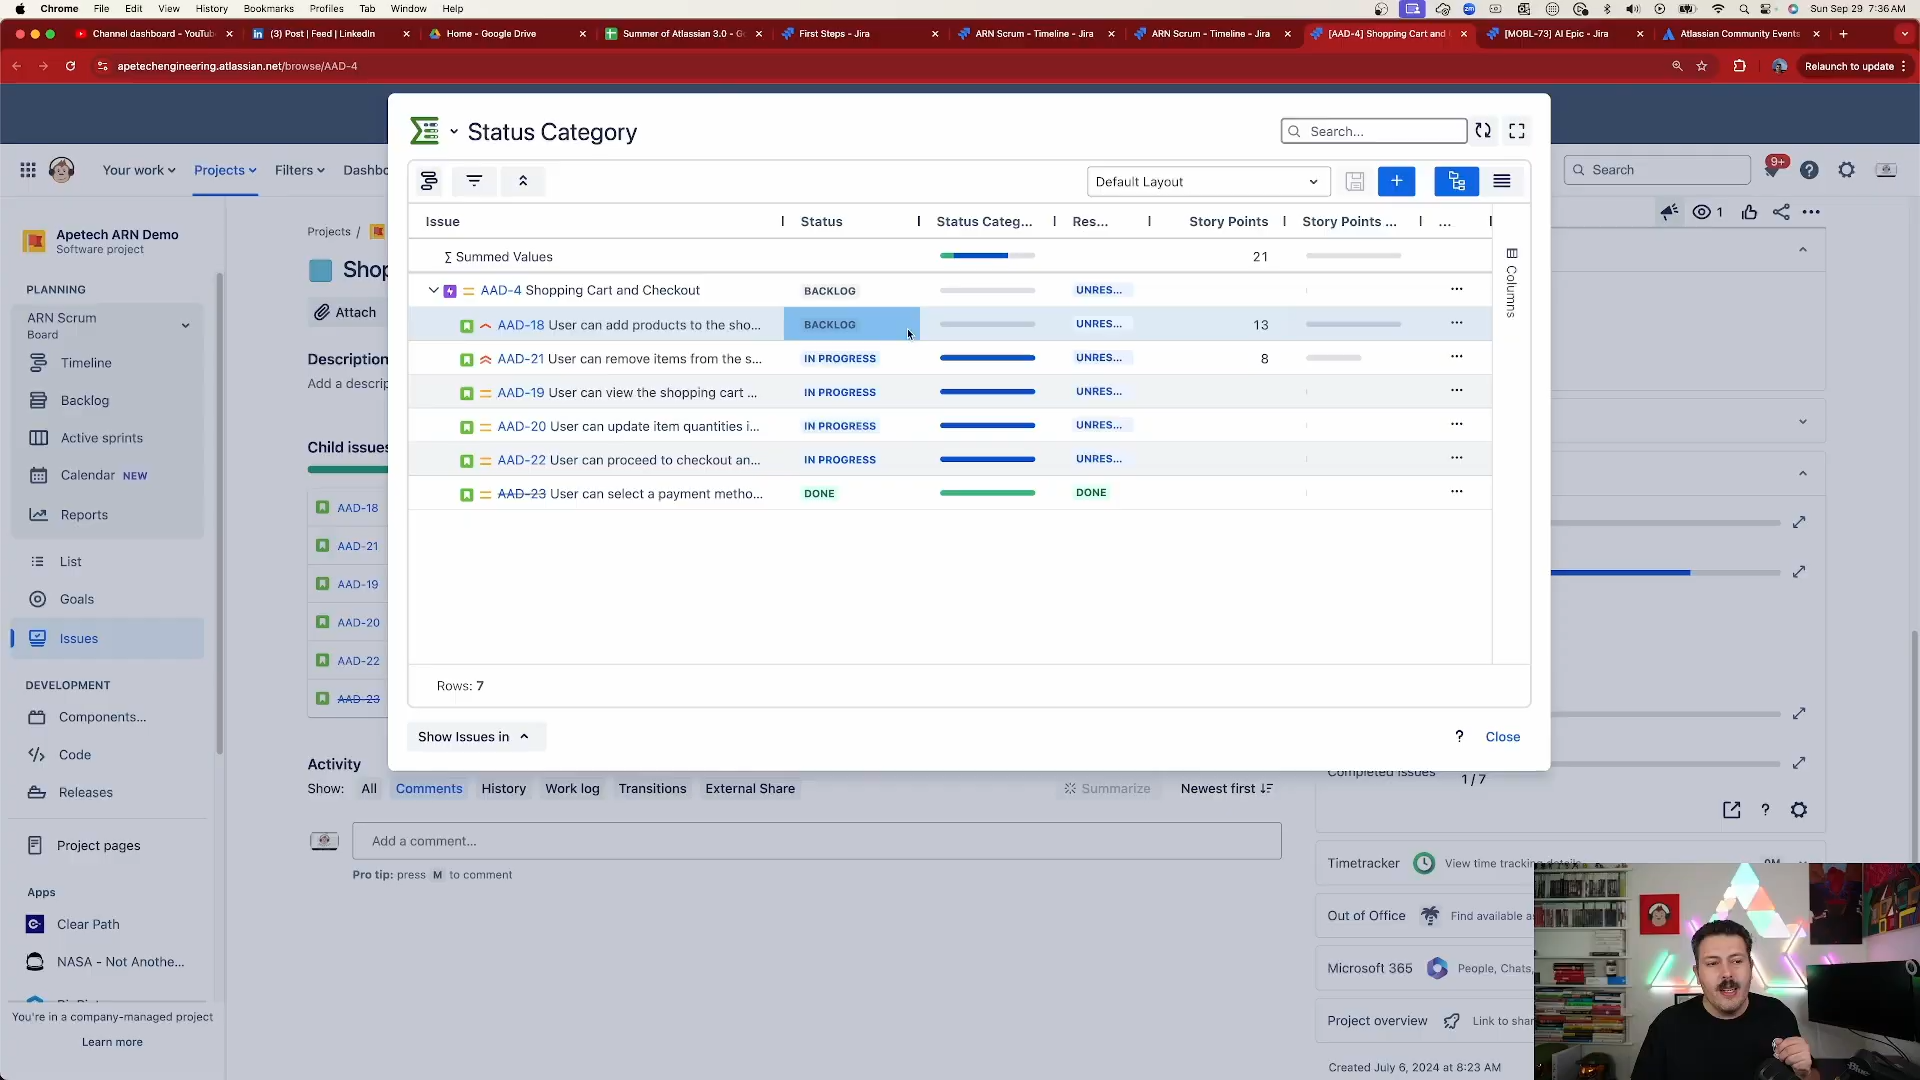 Chrome File Edit View History Bookmarks Profiles Tab Window Help
Sun Sep 29 7:36 AM
Channel dashboard - YouTub
(3) Post | Feed | LinkedIn
Home - Google Drive
Summer of Atlassian 3.0 - G
First Steps - Jira
ARN Scrum - Timeline - Jira
ARN Scrum - Timeline - Jira
[AAD-4] Shopping Cart and
[MOBL-73] AI Epic - Jira
Atlassian Community Events
apetechengineering.atlassian.net/browse/AAD-4
Relaunch to update
Your work
Projects
Filters
Dashbo
Search
9+
Apetech ARN Demo
Software project
PLANNING
ARN Scrum
Board
Timeline
Backlog
Active sprints
Calendar NEW
Reports
List
Goals
Issues
DEVELOPMENT
Components...
Code
Releases
Project pages
Apps
Clear Path
NASA - Not Anothe...
You're in a company-managed project
Learn more
Projects /
Shop
Attach
Description
Add a descrip
Child issues
AAD-18
AAD-21
AAD-19
AAD-20
AAD-22
AAD-23
Status Category
Search...
Default Layout
Issue Status Status Categ... Res... Story Points Story Points ... ...
∑ Summed Values 21
AAD-4 Shopping Cart and Checkout BACKLOG UNRES... ...
AAD-18 User can add products to the sho... BACKLOG UNRES... 13 ...
AAD-21 User can remove items from the s... IN PROGRESS UNRES... 8 ...
AAD-19 User can view the shopping cart ... IN PROGRESS UNRES... ...
AAD-20 User can update item quantities i... IN PROGRESS UNRES... ...
AAD-22 User can proceed to checkout an... IN PROGRESS UNRES... ...
AAD-23 User can select a payment metho... DONE DONE ...
Columns
Rows: 7
Show Issues in
? Close
1
Activity
Show: All Comments History Work log Transitions External Share
Summarize
Newest first
Add a comment...
Pro tip: press M to comment
Completed issues 1 / 7
Timetracker View time tracking details
Out of Office Find available a
Microsoft 365 People, Chats,
Project overview Link to shar
Created July 6, 2024 at 8:23 AM